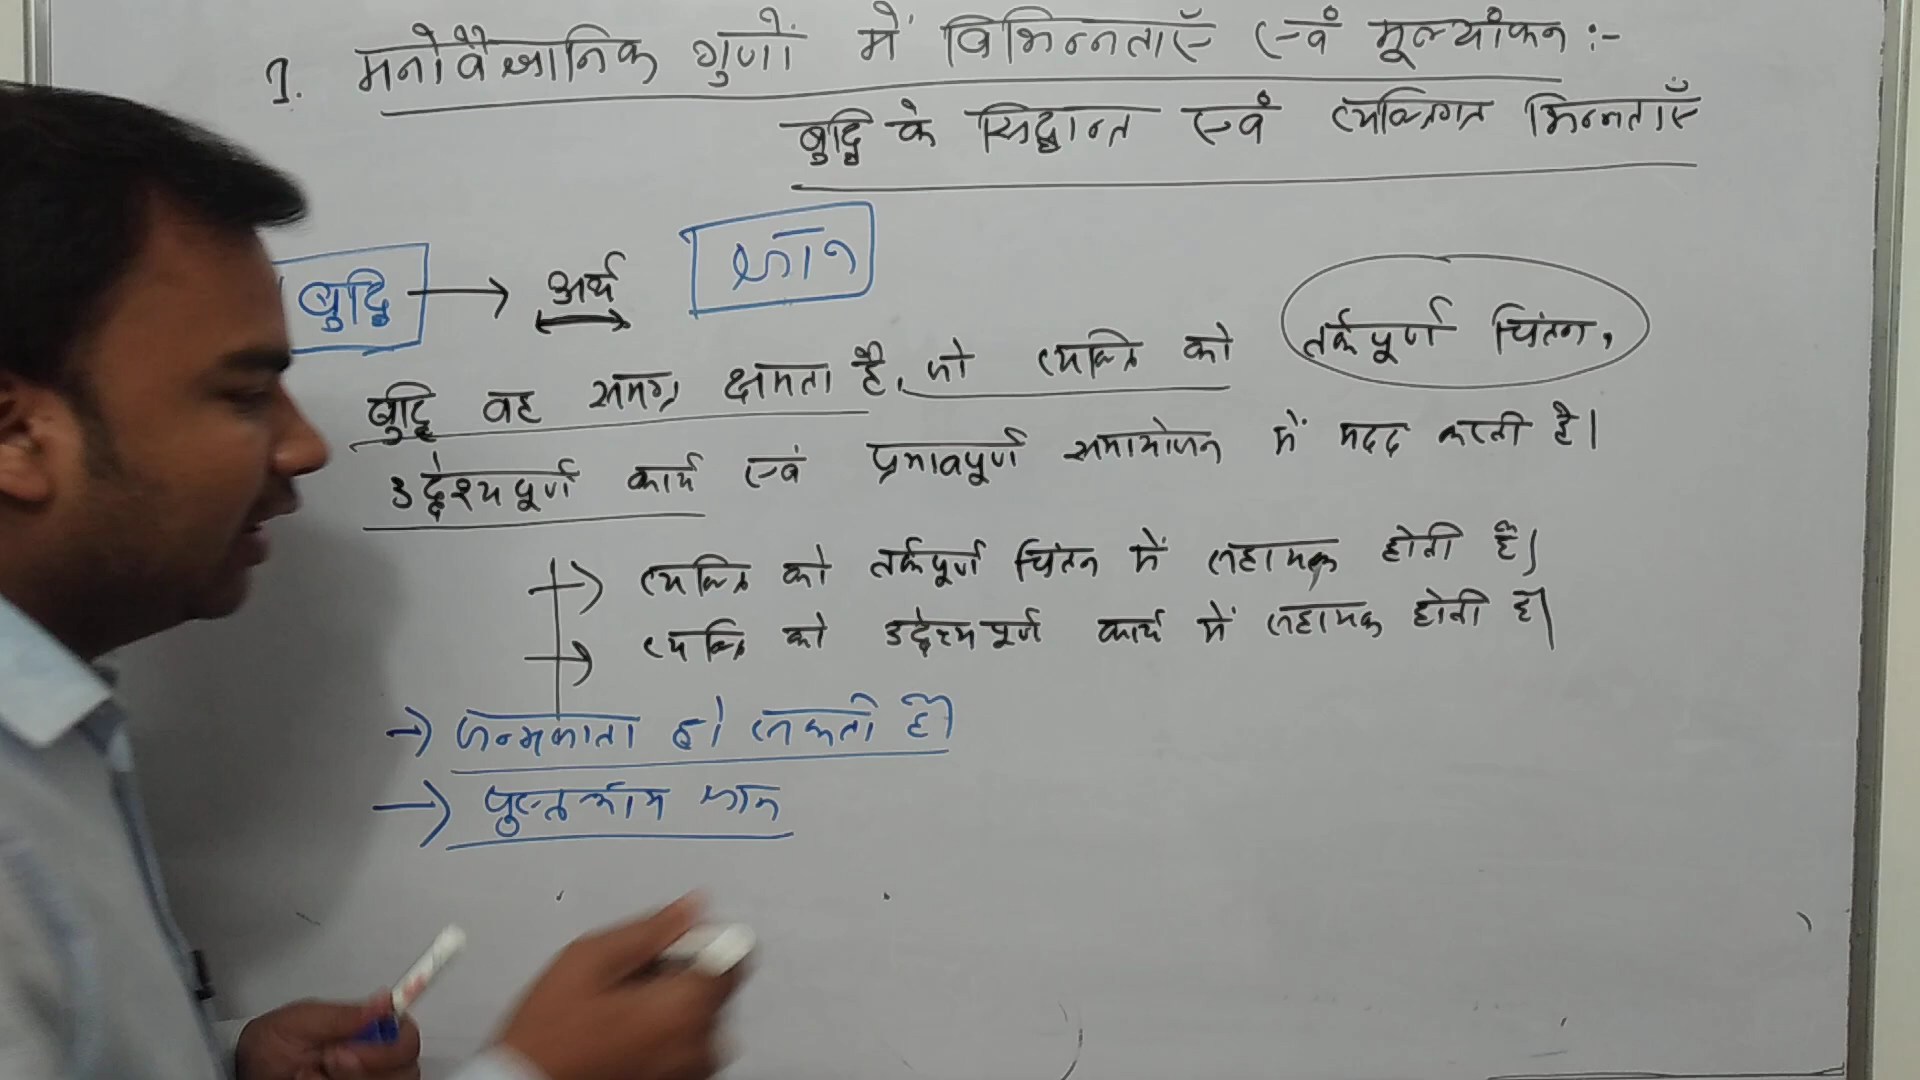 1. मनोवैज्ञानिक गुणों में विभिन्नताएँ एवं मूल्यांकन :-
बुद्धि के सिद्धान्त एवं व्यक्तिगत भिन्नताएँ
बुद्धि → अर्थ ज्ञान
बुद्धि वह समग्र क्षमता है, जो व्यक्ति को तर्कपूर्ण चिंतन,
उद्देश्यपूर्ण कार्य एवं प्रभावपूर्ण समायोजन में मदद करती है।
→ व्यक्ति को तर्कपूर्ण चिंतन में सहायक होती है।
→ व्यक्ति को उद्देश्यपूर्ण कार्य में सहायक होती है।
→ जन्मजाता हो सकती है।
→ पुस्तकीय ज्ञान